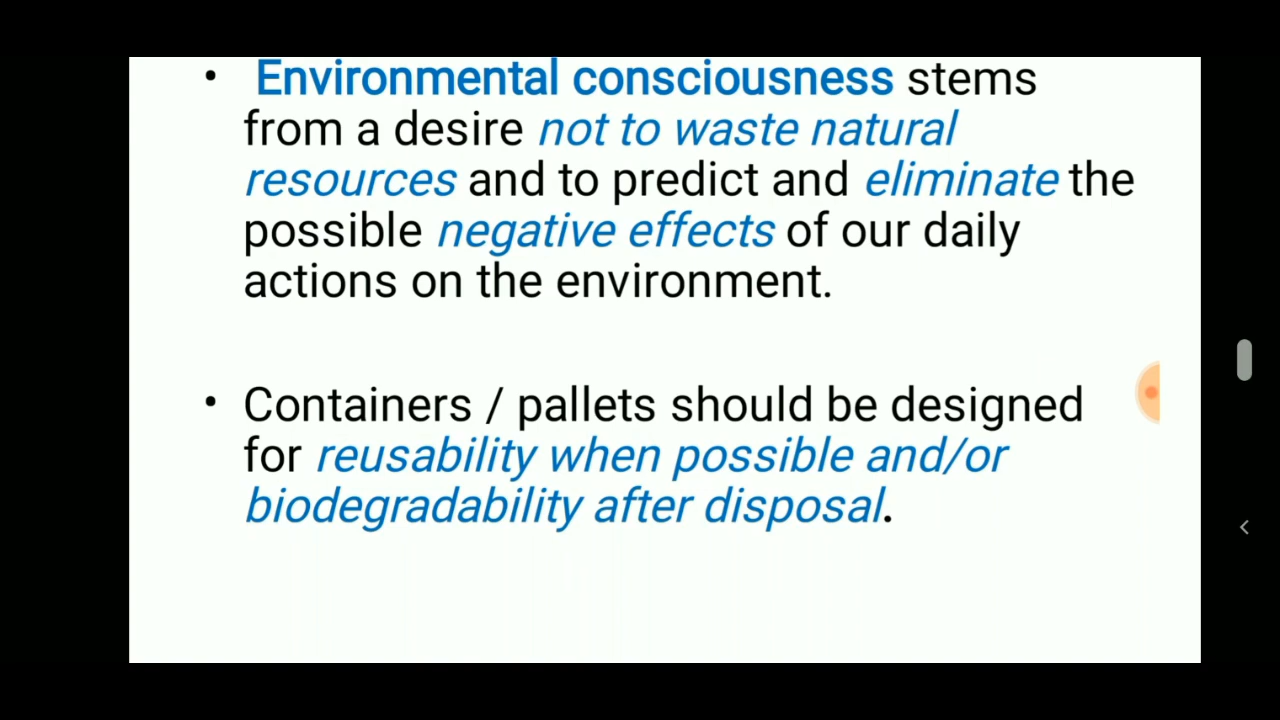 • Environmental consciousness stems
from a desire not to waste natural
resources and to predict and eliminate the
possible negative effects of our daily
actions on the environment.
• Containers / pallets should be designed
for reusability when possible and/or
biodegradability after disposal.